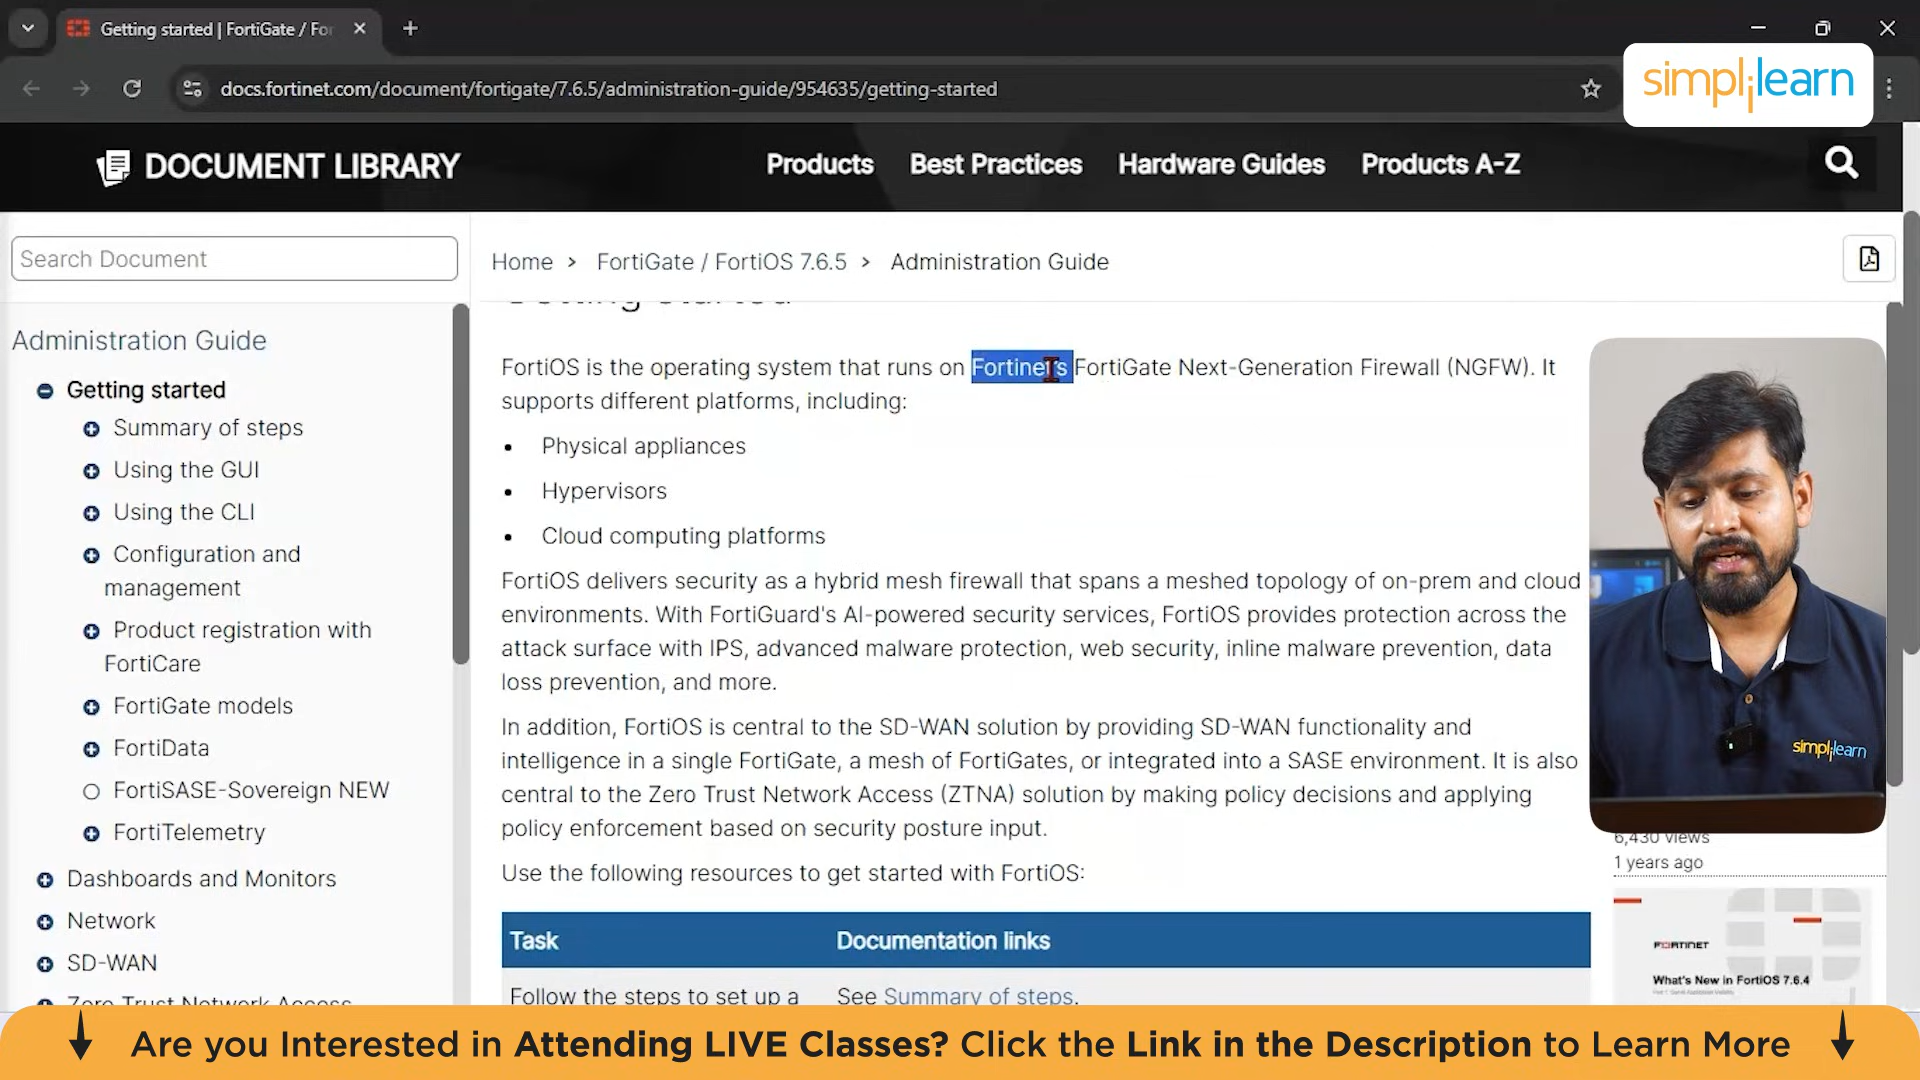 Getting started | FortiGate / For
docs.fortinet.com/document/fortigate/7.6.5/administration-guide/954635/getting-started
simplilearn
DOCUMENT LIBRARY
Products
Best Practices
Hardware Guides
Products A-Z
Search Document
Home > FortiGate / FortiOS 7.6.5 > Administration Guide
Administration Guide
Getting started
Summary of steps
Using the GUI
Using the CLI
Configuration and
management
Product registration with
FortiCare
FortiGate models
FortiData
FortiSASE-Sovereign NEW
FortiTelemetry
Dashboards and Monitors
Network
SD-WAN
Zero Trust Network Access
Getting started
FortiOS is the operating system that runs on Fortinet's FortiGate Next-Generation Firewall (NGFW). It
supports different platforms, including:
• Physical appliances
• Hypervisors
• Cloud computing platforms
FortiOS delivers security as a hybrid mesh firewall that spans a meshed topology of on-prem and cloud
environments. With FortiGuard's AI-powered security services, FortiOS provides protection across the
attack surface with IPS, advanced malware protection, web security, inline malware prevention, data
loss prevention, and more.
In addition, FortiOS is central to the SD-WAN solution by providing SD-WAN functionality and
intelligence in a single FortiGate, a mesh of FortiGates, or integrated into a SASE environment. It is also
central to the Zero Trust Network Access (ZTNA) solution by making policy decisions and applying
policy enforcement based on security posture input.
Use the following resources to get started with FortiOS:
Task
Documentation links
Follow the steps to set up a
See Summary of steps.
simplilearn
6,430 views
1 years ago
FORTINET
What's New in FortiOS 7.6.4
Are you Interested in Attending LIVE Classes? Click the Link in the Description to Learn More